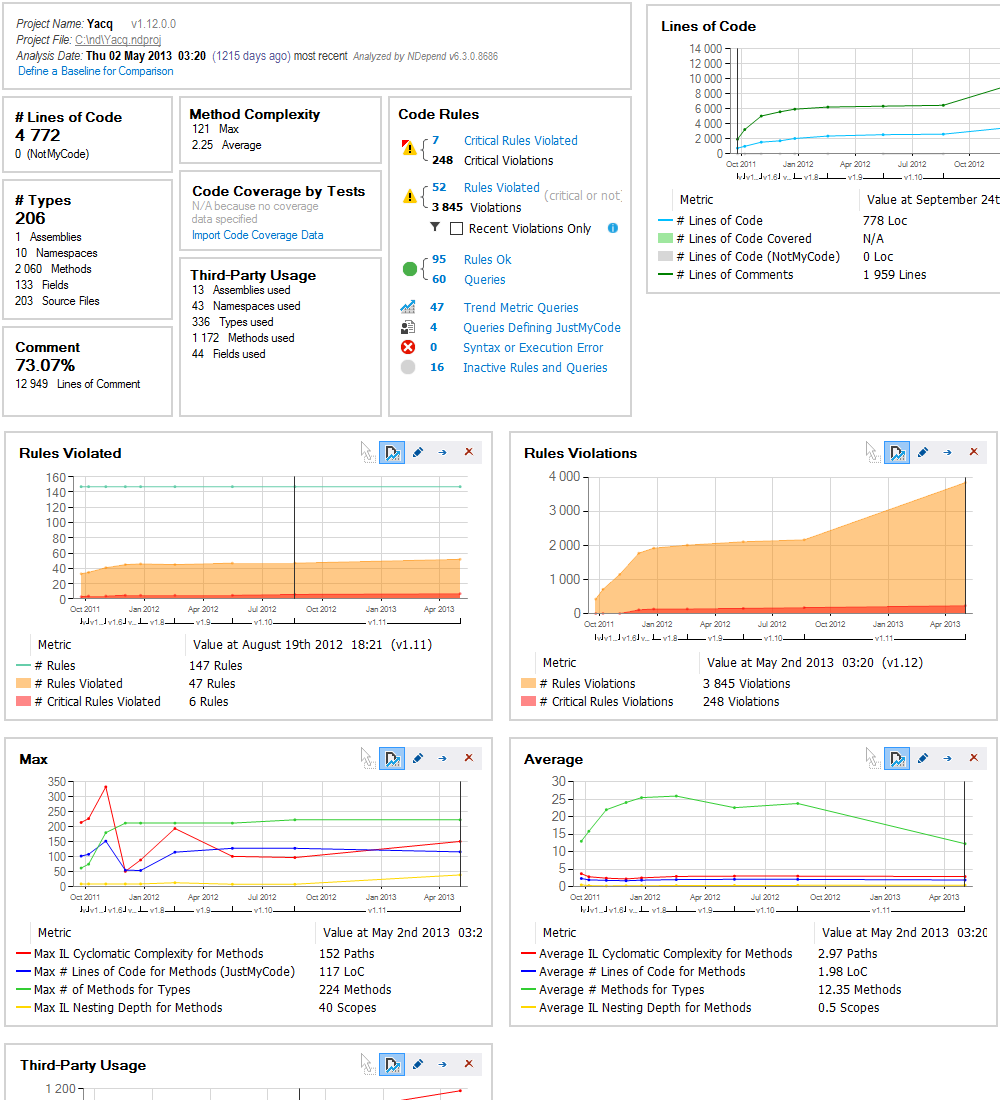 Project Name: Yacq v1.12.0.0
Project File: C:\nd\Yacq.ndproj
Analysis Date: Thu 02 May 2013 03:20 (1215 days ago) most recent Analyzed by NDepend v6.3.0.8686
Define a Baseline for Comparison
# Lines of Code
4 772
0 (NotMyCode)
# Types
206
1 Assemblies
10 Namespaces
2 060 Methods
133 Fields
203 Source Files
Comment
73.07%
12 949 Lines of Comment
Method Complexity
121 Max
2.25 Average
Code Coverage by Tests
N/A because no coverage
data specified
Import Code Coverage Data
Third-Party Usage
13 Assemblies used
43 Namespaces used
336 Types used
1 172 Methods used
44 Fields used
Code Rules
7 Critical Rules Violated
248 Critical Violations
52 Rules Violated (critical or not)
3 845 Violations
Recent Violations Only
95 Rules Ok
60 Queries
47 Trend Metric Queries
4 Queries Defining JustMyCode
0 Syntax or Execution Error
16 Inactive Rules and Queries
Lines of Code
14 000
12 000
10 000
8 000
6 000
4 000
2 000
0
Oct 2011 Jan 2012 Apr 2012 Jul 2012 Oct 2012
v v1... v1.6 v... v1.8 v1.9 v1.10
Metric Value at September 24t
# Lines of Code 778 Loc
# Lines of Code Covered N/A
# Lines of Code (NotMyCode) 0 Loc
# Lines of Comments 1 959 Lines
Rules Violated
160
140
120
100
80
60
40
20
0
Oct 2011 Jan 2012 Apr 2012 Jul 2012 Oct 2012 Jan 2013 Apr 2013
v v1... v1.6 v... v1.8 v1.9 v1.10 v1.11
Metric Value at August 19th 2012 18:21 (v1.11)
# Rules 147 Rules
# Rules Violated 47 Rules
# Critical Rules Violated 6 Rules
Rules Violations
4 000
3 000
2 000
1 000
0
Oct 2011 Jan 2012 Apr 2012 Jul 2012 Oct 2012 Jan 2013 Apr 2013
v v1... v1.6 v... v1.8 v1.9 v1.10 v1.11
Metric Value at May 2nd 2013 03:20 (v1.12)
# Rules Violations 3 845 Violations
# Critical Rules Violations 248 Violations
Max
350
300
250
200
150
100
50
0
Oct 2011 Jan 2012 Apr 2012 Jul 2012 Oct 2012 Jan 2013 Apr 2013
v v1... v1.6 v... v1.8 v1.9 v1.10 v1.11
Metric Value at May 2nd 2013 03:2
Max IL Cyclomatic Complexity for Methods 152 Paths
Max # Lines of Code for Methods (JustMyCode) 117 LoC
Max # of Methods for Types 224 Methods
Max IL Nesting Depth for Methods 40 Scopes
Average
30
25
20
15
10
5
0
Oct 2011 Jan 2012 Apr 2012 Jul 2012 Oct 2012 Jan 2013 Apr 2013
v v1... v1.6 v... v1.8 v1.9 v1.10 v1.11
Metric Value at May 2nd 2013 03:20
Average IL Cyclomatic Complexity for Methods 2.97 Paths
Average # Lines of Code for Methods 1.98 LoC
Average # Methods for Types 12.35 Methods
Average IL Nesting Depth for Methods 0.5 Scopes
Third-Party Usage
1 200